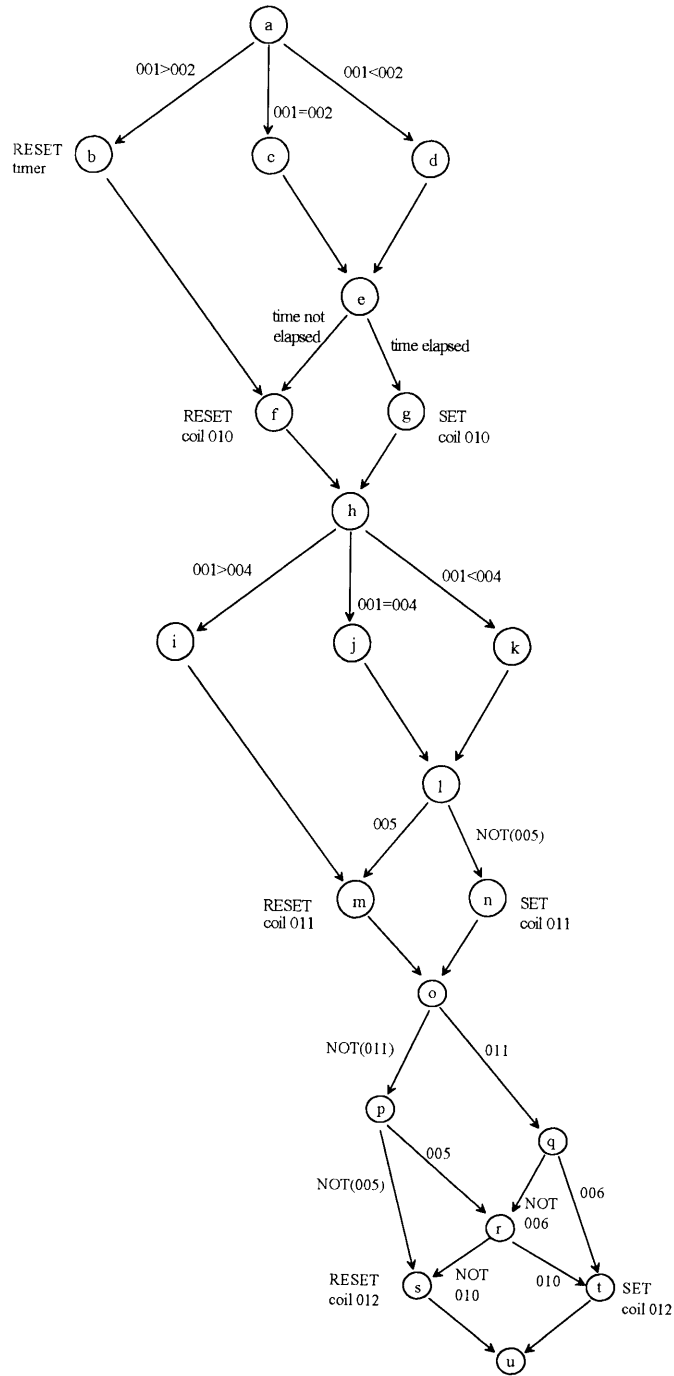 a
001>002
001<002
001=002
RESET
timer
b
c
d
e
time not
elapsed
time elapsed
RESET
coil 010
f
g
SET
coil 010
h
001>004
001<004
001=004
i
j
k
l
005
NOT(005)
RESET
coil 011
m
n
SET
coil 011
o
NOT(011)
011
p
q
005
NOT(005)
NOT
006
006
r
RESET
coil 012
s
NOT
010
010
t
SET
coil 012
u